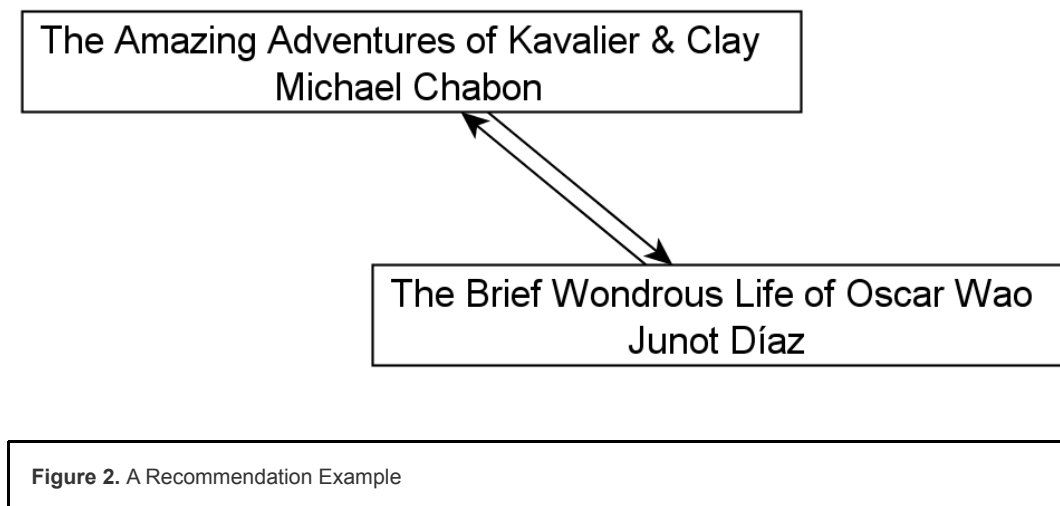 The Amazing Adventures of Kavalier & Clay
Michael Chabon
The Brief Wondrous Life of Oscar Wao
Junot Díaz
Figure 2. A Recommendation Example